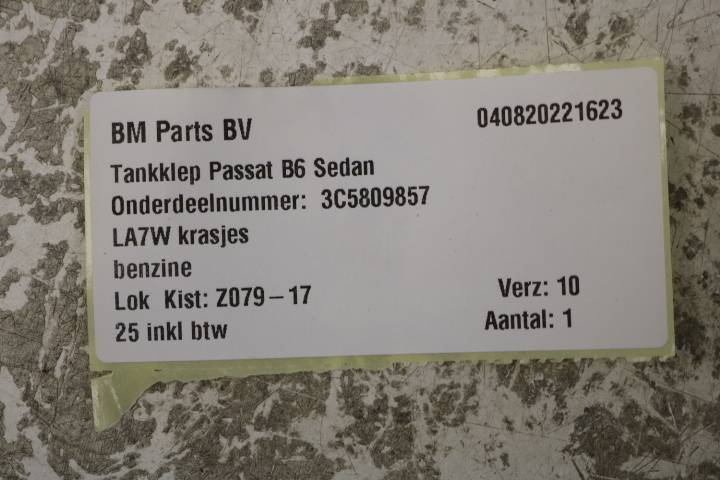 BM Parts BV 040820221623
Tankklep Passat B6 Sedan
Onderdeelnummer: 3C5809857
LA7W krasjes
benzine
Lok Kist: Z079-17 Verz: 10
25 inkl btw Aantal: 1